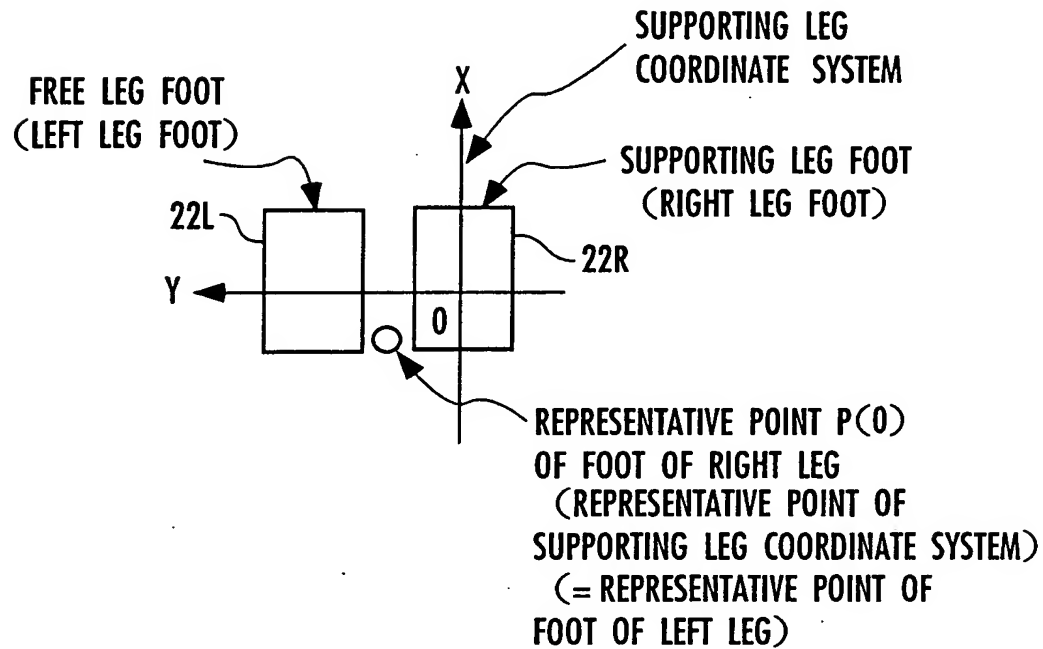 SUPPORTING LEG
COORDINATE SYSTEM
FREE LEG FOOT
(LEFT LEG FOOT)
X
SUPPORTING LEG FOOT
(RIGHT LEG FOOT)
22L
22R
Y
0
REPRESENTATIVE POINT P(0)
OF FOOT OF RIGHT LEG
(REPRESENTATIVE POINT OF
SUPPORTING LEG COORDINATE SYSTEM)
(= REPRESENTATIVE POINT OF
FOOT OF LEFT LEG)